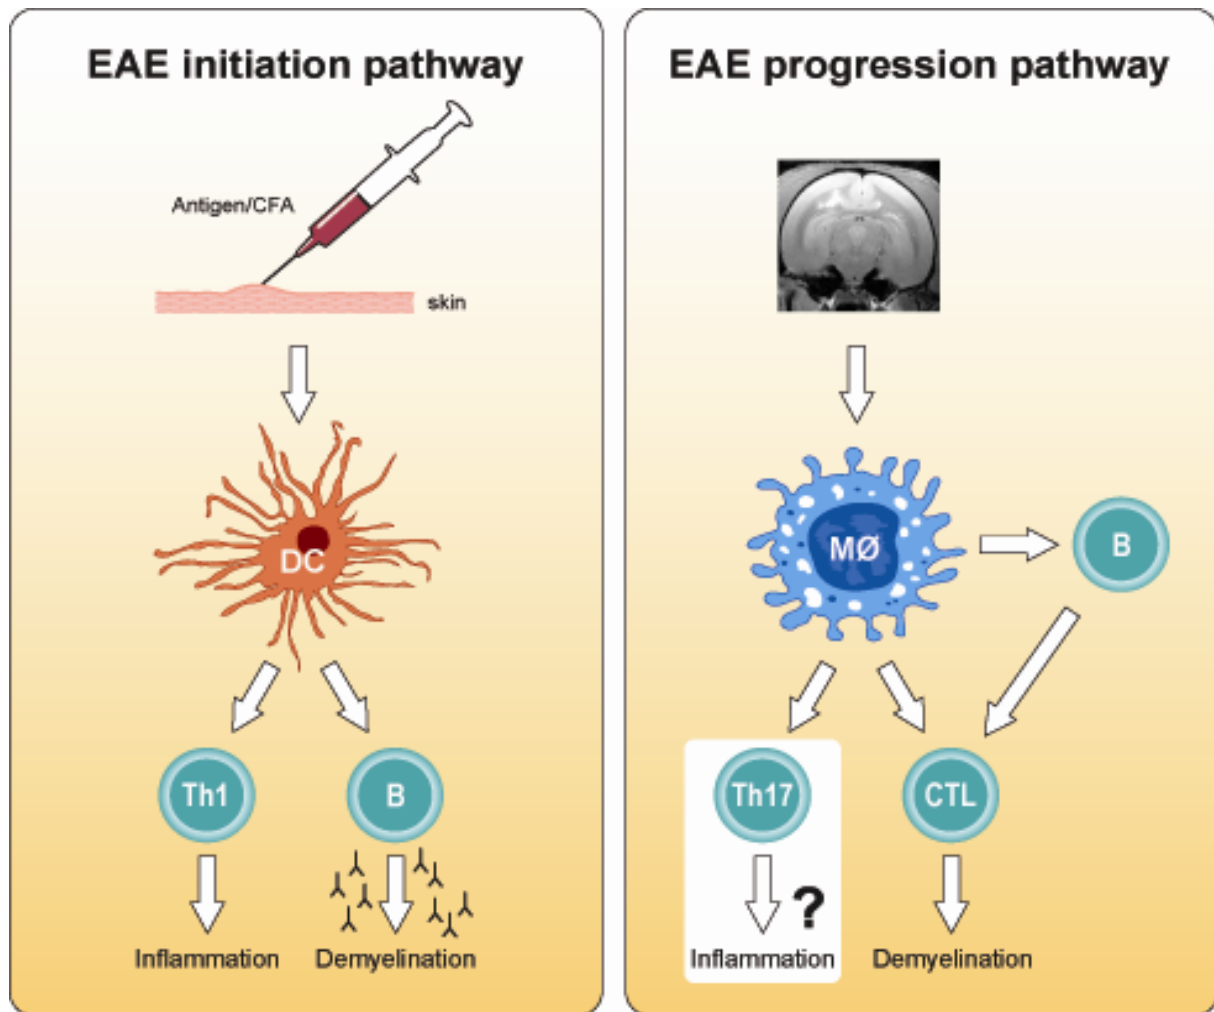 EAE initiation pathway
Antigen/CFA
skin
DC
Th1
B
Inflammation
Demyelination
EAE progression pathway
MØ
B
Th17
CTL
?
Inflammation
Demyelination